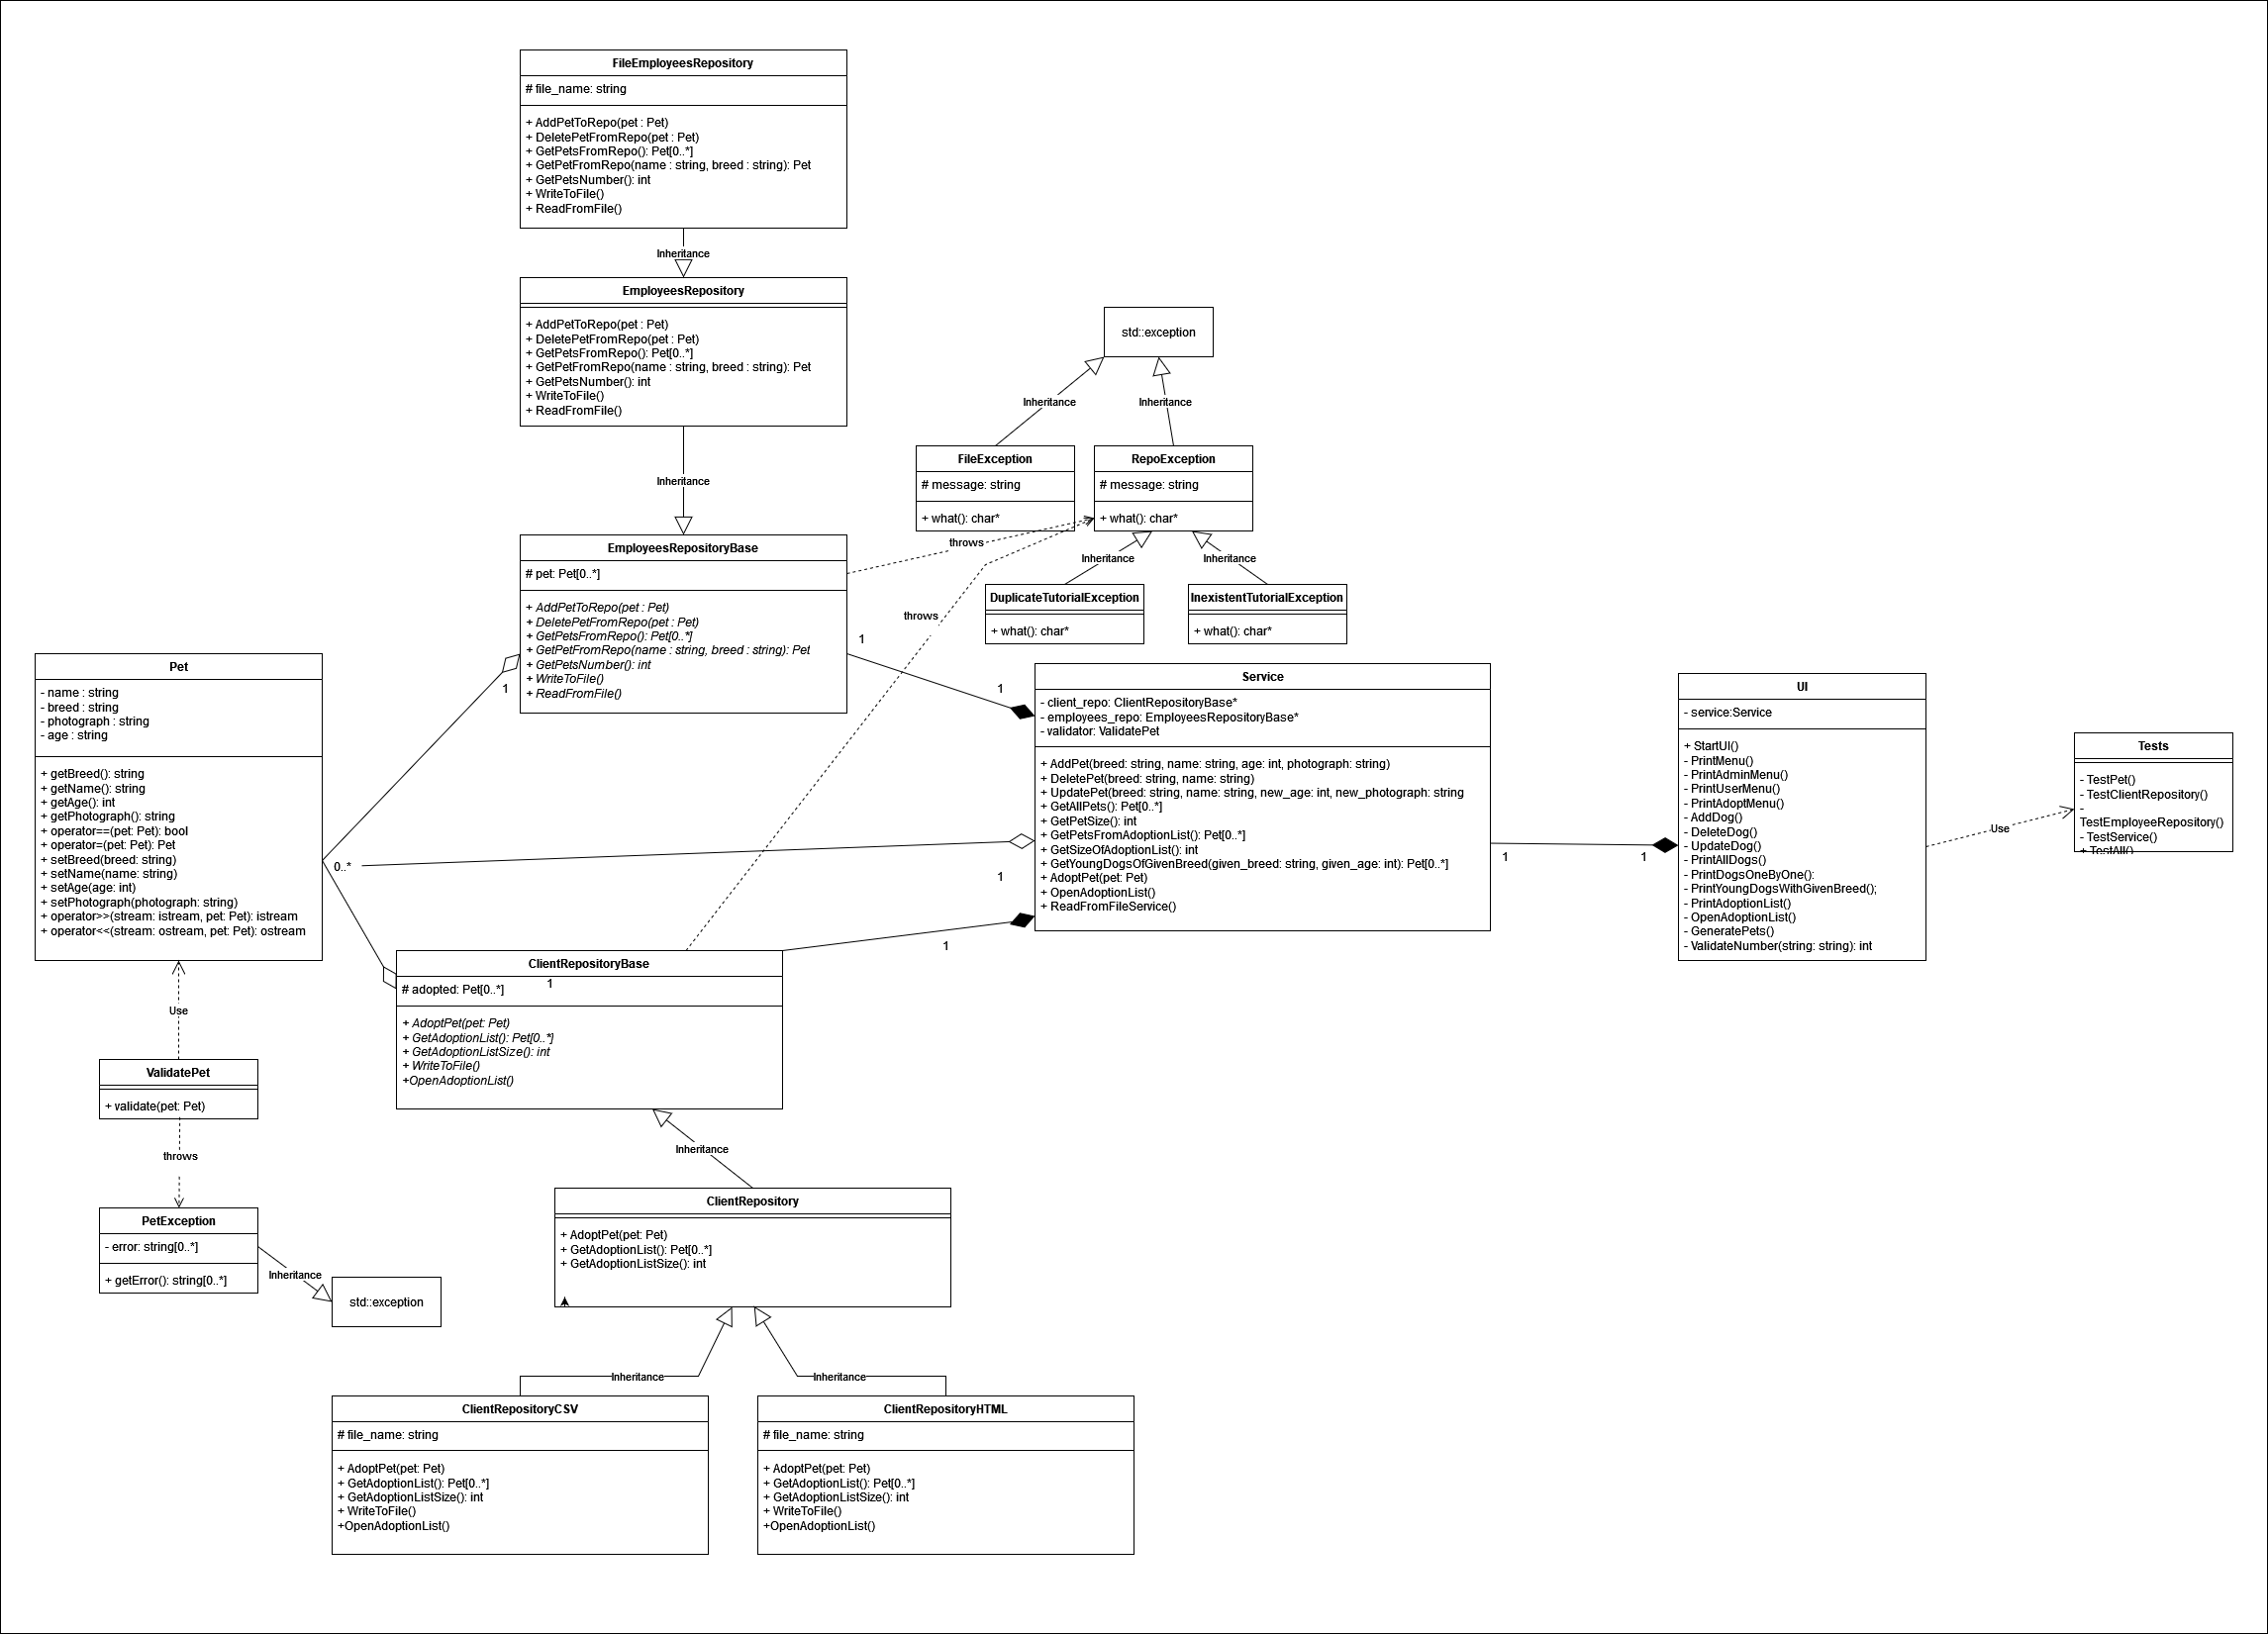 FileEmployeesRepository
# file_name: string
+ AddPetToRepo(pet : Pet)
+ DeletePetFromRepo(pet : Pet)
+ GetPetsFromRepo(): Pet[0..*]
+ GetPetFromRepo(name : string, breed : string): Pet
+ GetPetsNumber(): int
+ WriteToFile()
+ ReadFromFile()
Inheritance
EmployeesRepository
+ AddPetToRepo(pet : Pet)
+ DeletePetFromRepo(pet : Pet)
+ GetPetsFromRepo(): Pet[0..*]
+ GetPetFromRepo(name : string, breed : string): Pet
+ GetPetsNumber(): int
+ WriteToFile()
+ ReadFromFile()
Inheritance
std::exception
Inheritance
Inheritance
FileException
# message: string
+ what(): char*
RepoException
# message: string
+ what(): char*
Inheritance
Inheritance
DuplicateTutorialException
+ what(): char*
InexistentTutorialException
+ what(): char*
EmployeesRepositoryBase
# pet: Pet[0..*]
+ AddPetToRepo(pet : Pet)
+ DeletePetFromRepo(pet : Pet)
+ GetPetsFromRepo(): Pet[0..*]
+ GetPetFromRepo(name : string, breed : string): Pet
+ GetPetsNumber(): int
+ WriteToFile()
+ ReadFromFile()
throws
throws
1
1
1
Pet
- name : string
- breed : string
- photograph : string
- age : string
+ getBreed(): string
+ getName(): string
+ getAge(): int
+ getPhotograph(): string
+ operator==(pet: Pet): bool
+ operator=(pet: Pet): Pet
+ setBreed(breed: string)
+ setName(name: string)
+ setAge(age: int)
+ setPhotograph(photograph: string)
+ operator>>(stream: istream, pet: Pet): istream
+ operator<<(stream: ostream, pet: Pet): ostream
0..*
Service
- client_repo: ClientRepositoryBase*
- employees_repo: EmployeesRepositoryBase*
- validator: ValidatePet
+ AddPet(breed: string, name: string, age: int, photograph: string)
+ DeletePet(breed: string, name: string)
+ UpdatePet(breed: string, name: string, new_age: int, new_photograph: string
+ GetAllPets(): Pet[0..*]
+ GetPetSize(): int
+ GetPetsFromAdoptionList(): Pet[0..*]
+ GetSizeOfAdoptionList(): int
+ GetYoungDogsOfGivenBreed(given_breed: string, given_age: int): Pet[0..*]
+ AdoptPet(pet: Pet)
+ OpenAdoptionList()
+ ReadFromFileService()
1
1
1
1
UI
- service:Service
+ StartUI()
- PrintMenu()
- PrintAdminMenu()
- PrintUserMenu()
- PrintAdoptMenu()
- AddDog()
- DeleteDog()
- UpdateDog()
- PrintAllDogs()
- PrintDogsOneByOne():
- PrintYoungDogsWithGivenBreed();
- PrintAdoptionList()
- OpenAdoptionList()
- GeneratePets()
- ValidateNumber(string: string): int
Use
Tests
- TestPet()
- TestClientRepository()
-
TestEmployeeRepository()
- TestService()
+ TestAll()
ClientRepositoryBase
# adopted: Pet[0..*]
1
+ AdoptPet(pet: Pet)
+ GetAdoptionList(): Pet[0..*]
+ GetAdoptionListSize(): int
+ WriteToFile()
+OpenAdoptionList()
Use
ValidatePet
+ validate(pet: Pet)
throws
PetException
- error: string[0..*]
+ getError(): string[0..*]
Inheritance
std::exception
Inheritance
ClientRepository
+ AdoptPet(pet: Pet)
+ GetAdoptionList(): Pet[0..*]
+ GetAdoptionListSize(): int
Inheritance
Inheritance
ClientRepositoryCSV
# file_name: string
+ AdoptPet(pet: Pet)
+ GetAdoptionList(): Pet[0..*]
+ GetAdoptionListSize(): int
+ WriteToFile()
+OpenAdoptionList()
ClientRepositoryHTML
# file_name: string
+ AdoptPet(pet: Pet)
+ GetAdoptionList(): Pet[0..*]
+ GetAdoptionListSize(): int
+ WriteToFile()
+OpenAdoptionList()